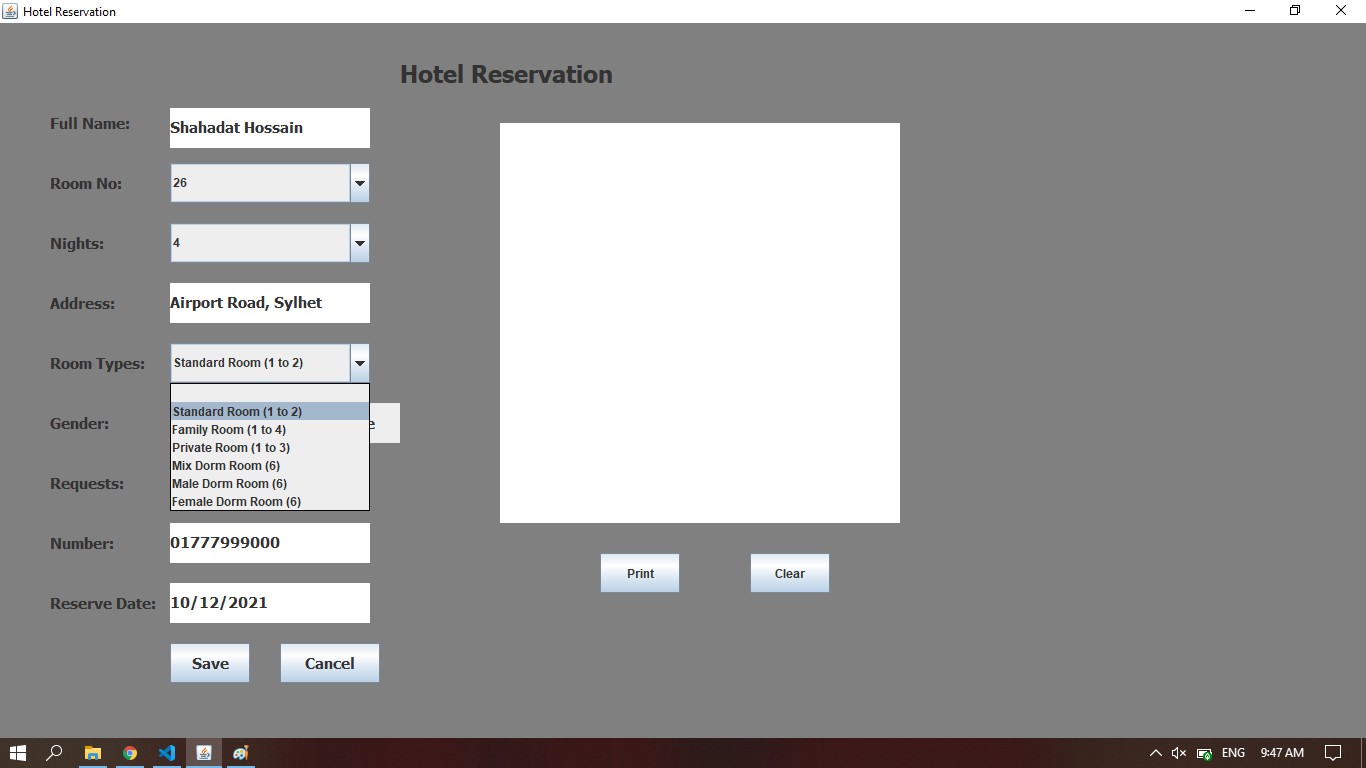 Hotel Reservation
Hotel Reservation
Full Name: Shahadat Hossain
Room No: 26
Nights: 4
Address: Airport Road, Sylhet
Room Types: Standard Room (1 to 2)
Standard Room (1 to 2)
Gender:
Family Room (1 to 4)
Private Room (1 to 3)
Mix Dorm Room (6)
Requests: Male Dorm Room (6)
Female Dorm Room (6)
Number: 01777999000
Print Clear
Reserve Date: 10/12/2021
Save Cancel
ENG 9:47 AM